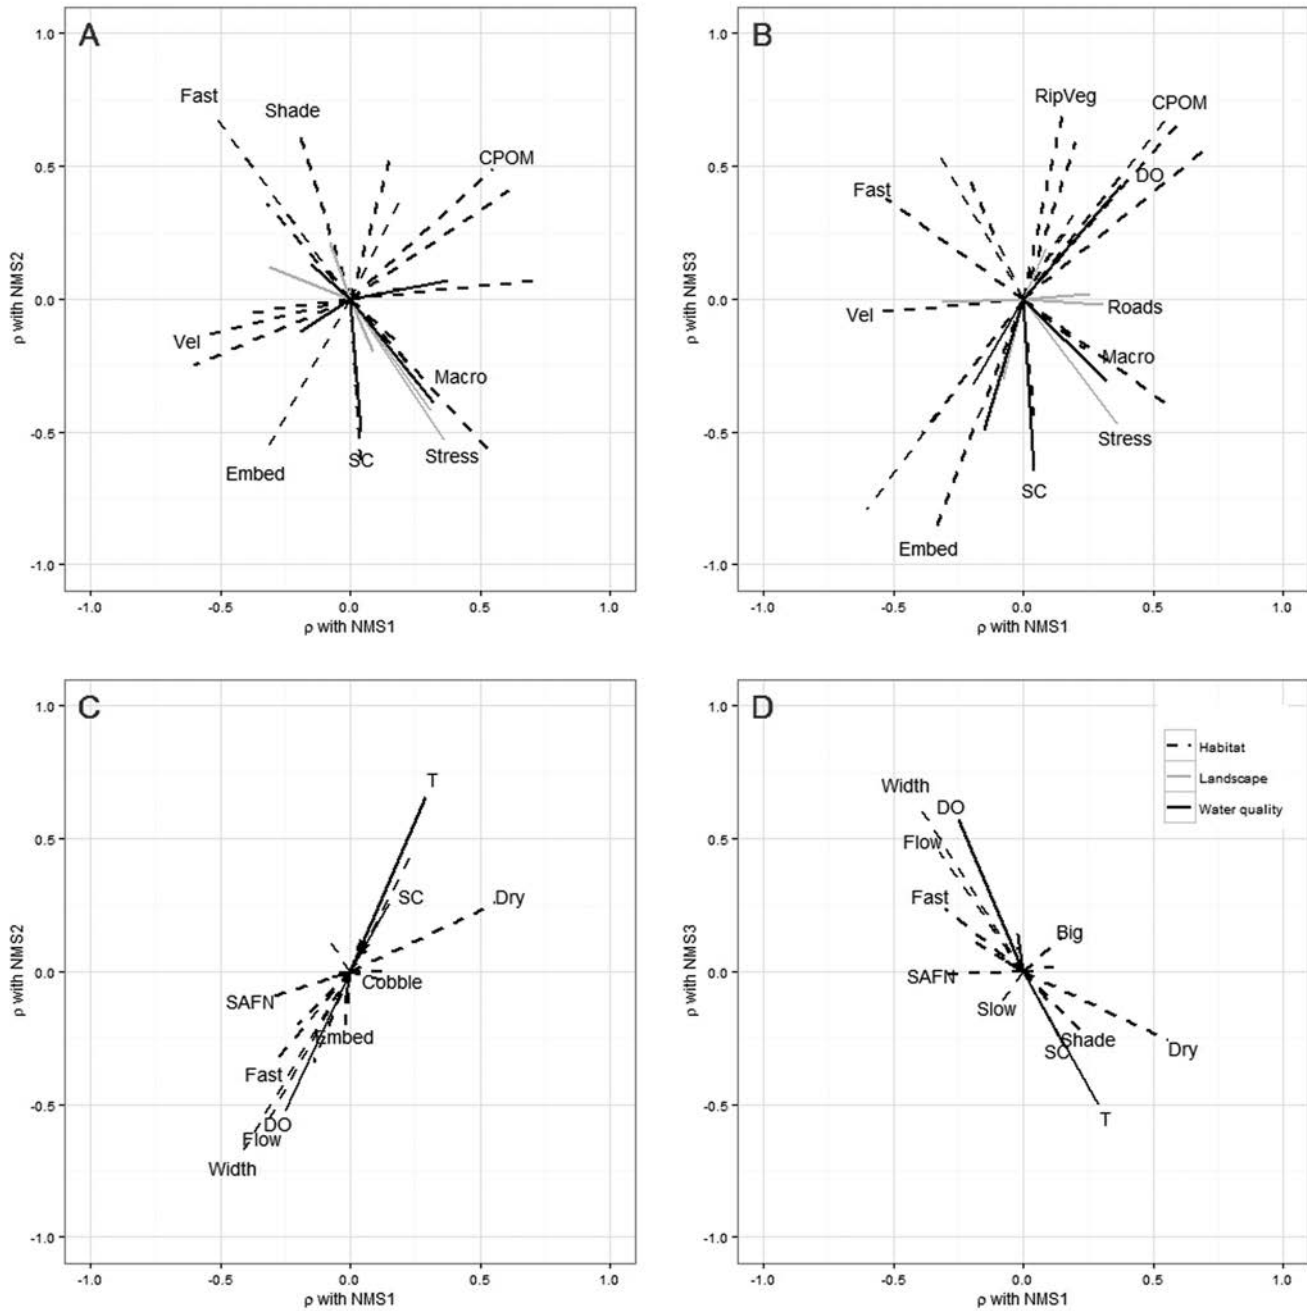 A
B
1.0
0.5
0.0
-0.5
-1.0
ρ with NMS2
Fast
Shade
CPOM
Vel
Macro
Embed
SC
Stress
-1.0 -0.5 0.0 0.5 1.0
ρ with NMS1
1.0
0.5
0.0
-0.5
-1.0
ρ with NMS3
RipVeg
CPOM
DO
Fast
Vel
Roads
Macro
Stress
SC
Embed
-1.0 -0.5 0.0 0.5 1.0
ρ with NMS1
C
1.0
0.5
0.0
-0.5
-1.0
ρ with NMS2
T
SC
Dry
Cobble
SAFN
Embed
Fast
DO
Flow
Width
-1.0 -0.5 0.0 0.5 1.0
ρ with NMS1
D
1.0
0.5
0.0
-0.5
-1.0
ρ with NMS3
Habitat
Landscape
Water quality
Width
DO
Flow
Fast
Big
SAFN
Slow
Shade
SC
Dry
T
-1.0 -0.5 0.0 0.5 1.0
ρ with NMS1